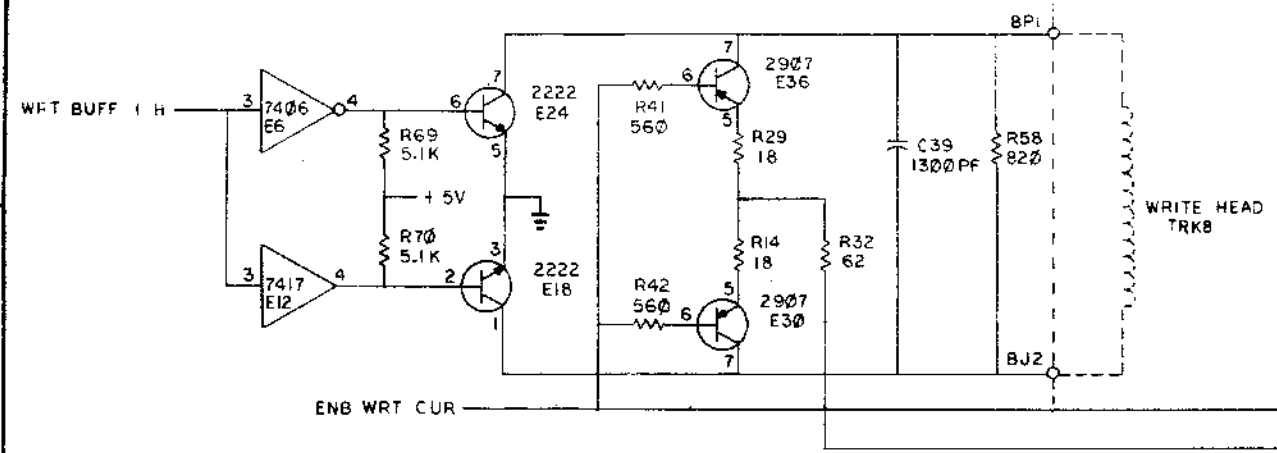 8P1
WRT BUFF 1 H
3
7406
E6
4
R69
5.1K
+ 5V
R70
5.1K
3
7417
E12
4
6
7
2222
E24
5
2
3
2222
E18
1
6
R41
560
7
2907
E36
5
R29
18
R14
18
R32
62
R42
560
6
5
2907
E30
7
C39
1300PF
R58
820
WRITE HEAD
TRK8
BJ2
ENB WRT CUR